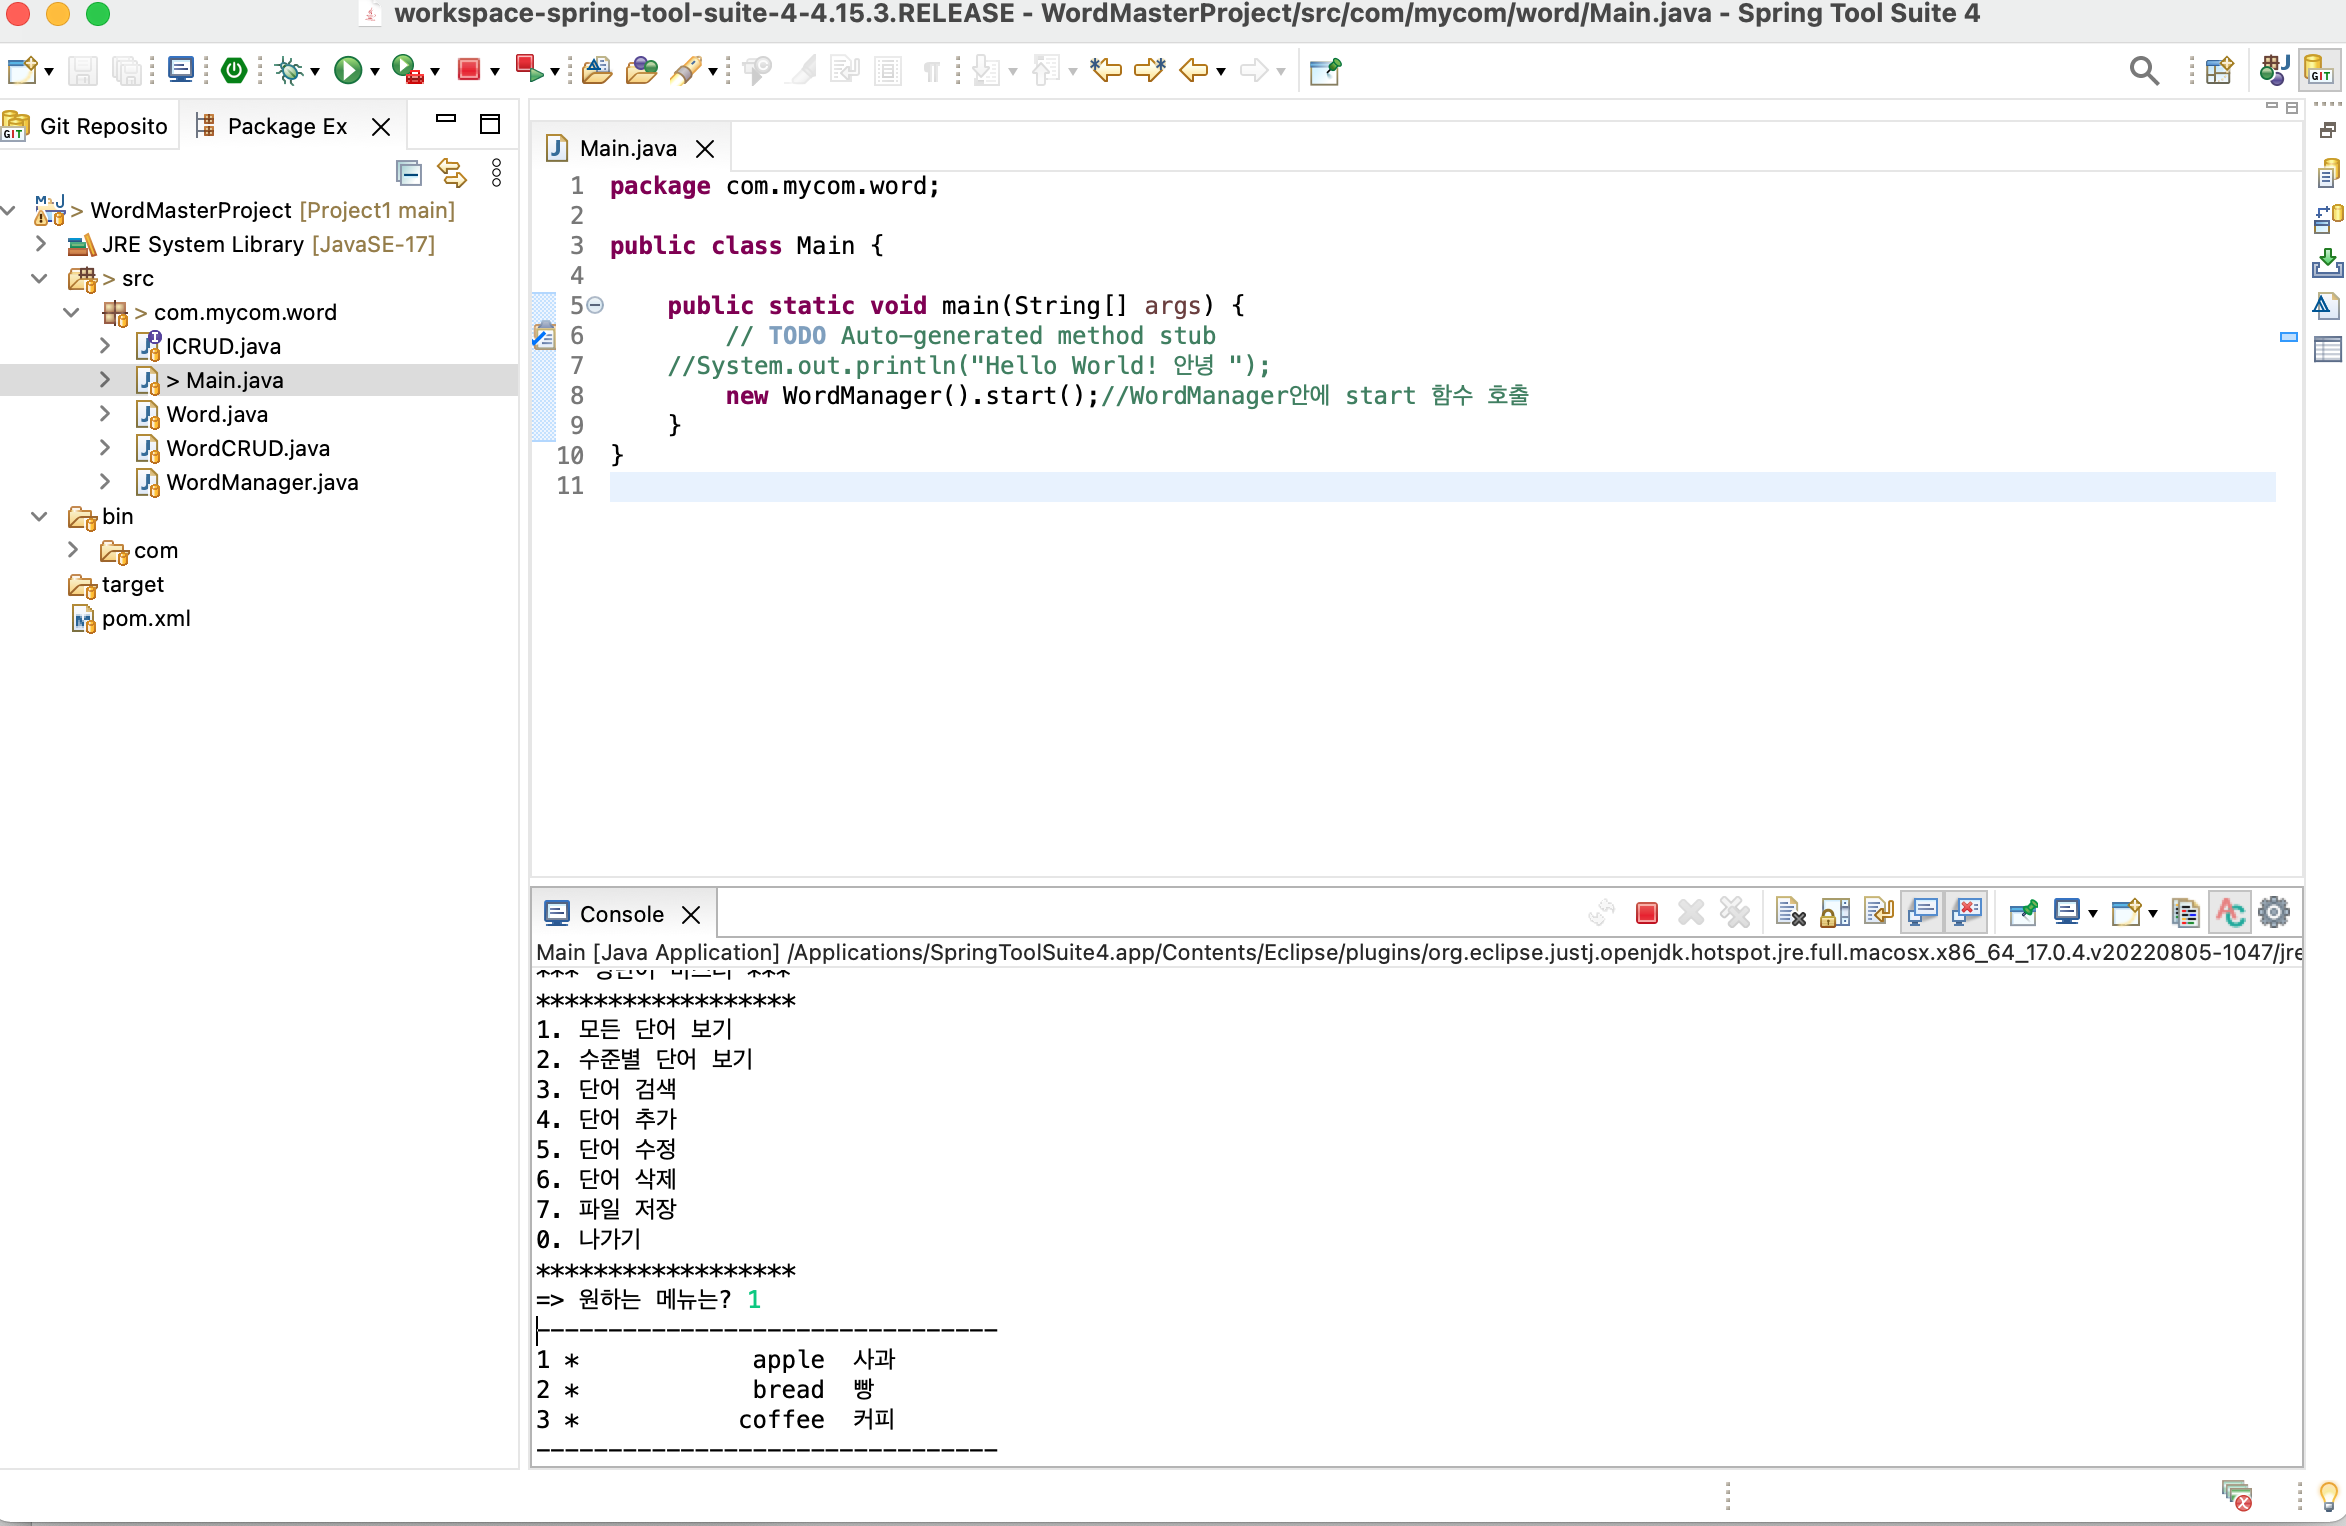 workspace-spring-tool-suite-4-4.15.3.RELEASE - WordMasterProject/src/com/mycom/word/Main.java - Spring Tool Suite 4
Git Reposito
Package Ex
> WordMasterProject [Project1 main]
JRE System Library [JavaSE-17]
> src
> com.mycom.word
ICRUD.java
> Main.java
Word.java
WordCRUD.java
WordManager.java
bin
com
target
pom.xml
Main.java
1 package com.mycom.word;
2
3 public class Main {
4
5 public static void main(String[] args) {
6 // TODO Auto-generated method stub
7 //System.out.println("Hello World! 안녕 ");
8 new WordManager().start();//WordManager안에 start 함수 호출
9 }
10 }
11
Console
Main [Java Application] /Applications/SpringToolSuite4.app/Contents/Eclipse/plugins/org.eclipse.justj.openjdk.hotspot.jre.full.macosx.x86_64_17.0.4.v20220805-1047/jre
******************
1. 모든 단어 보기
2. 수준별 단어 보기
3. 단어 검색
4. 단어 추가
5. 단어 수정
6. 단어 삭제
7. 파일 저장
0. 나가기
******************
=> 원하는 메뉴는? 1
--------------------------------
1 * apple 사과
2 * bread 빵
3 * coffee 커피
--------------------------------